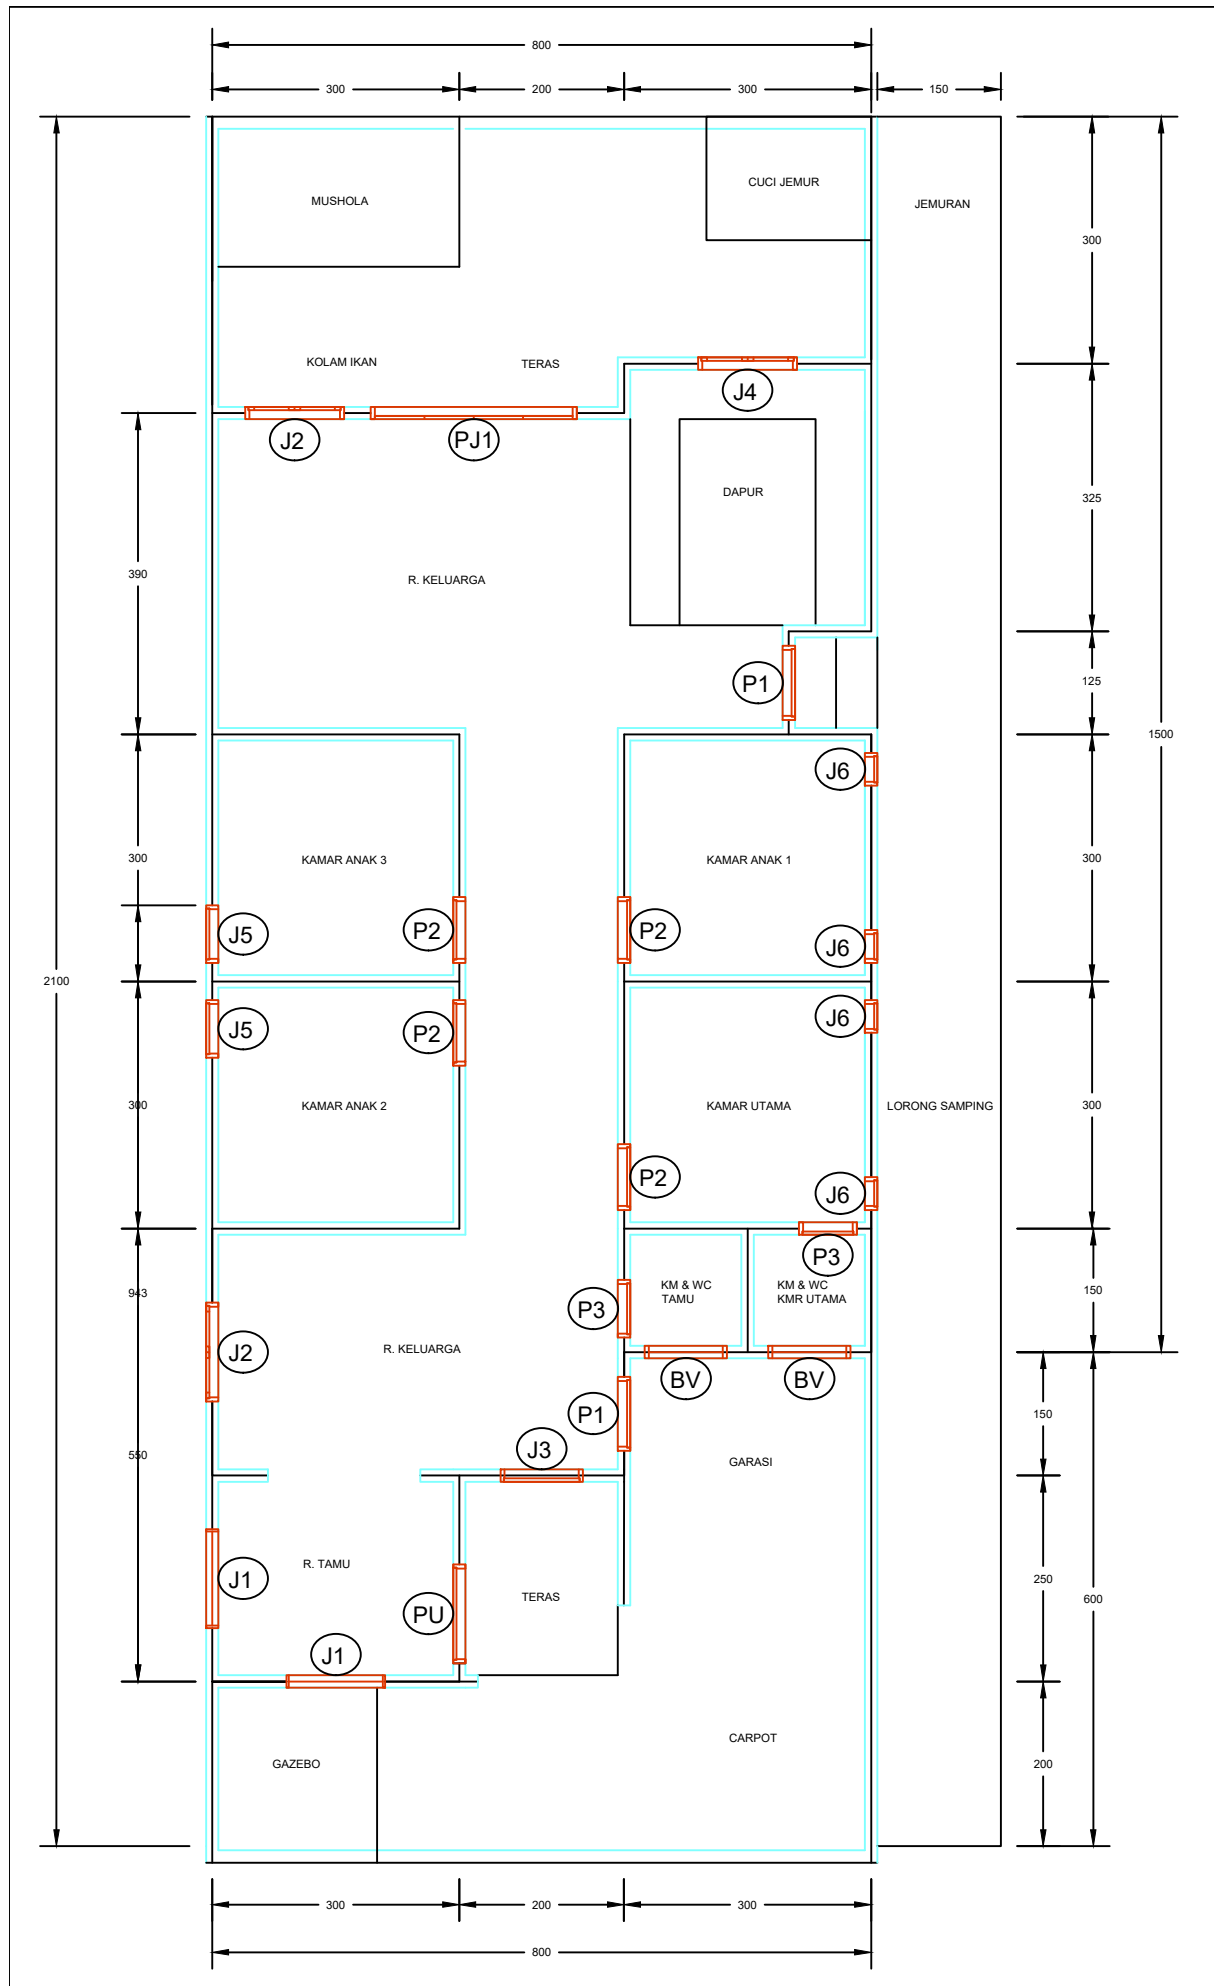 800
300
200
300
150
MUSHOLA
CUCI JEMUR
JEMURAN
300
KOLAM IKAN
TERAS
J4
J2
PJ1
DAPUR
325
390
R. KELUARGA
P1
125
1500
J6
KAMAR ANAK 3
KAMAR ANAK 1
300
300
J5
P2
P2
J6
2100
J5
P2
J6
300
KAMAR ANAK 2
KAMAR UTAMA
LORONG SAMPING
300
P2
J6
P3
943
KM & WC
TAMU
KM & WC
KMR UTAMA
150
P3
J2
R. KELUARGA
BV
BV
P1
150
J3
550
GARASI
R. TAMU
J1
TERAS
250
600
PU
J1
GAZEBO
CARPOT
200
300
200
300
800